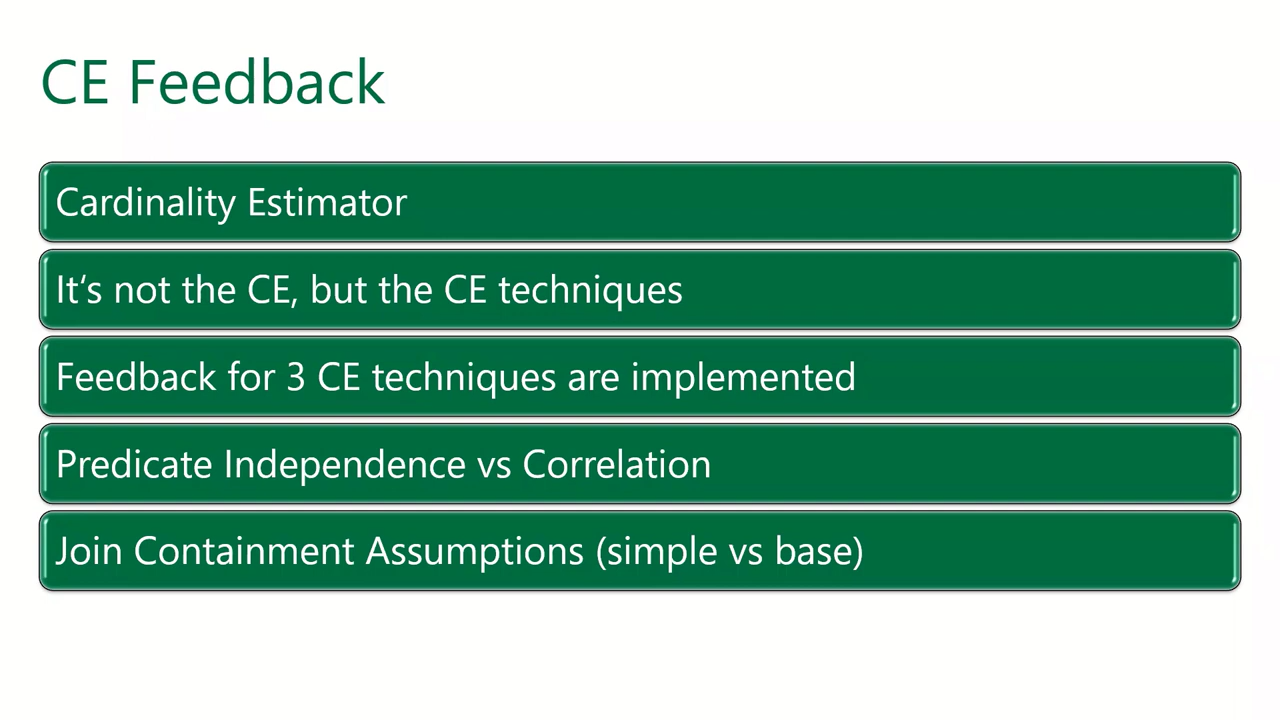 CE Feedback
Cardinality Estimator
It‘s not the CE, but the CE techniques
Feedback for 3 CE techniques are implemented
Predicate Independence vs Correlation
Join Containment Assumptions (simple vs base)